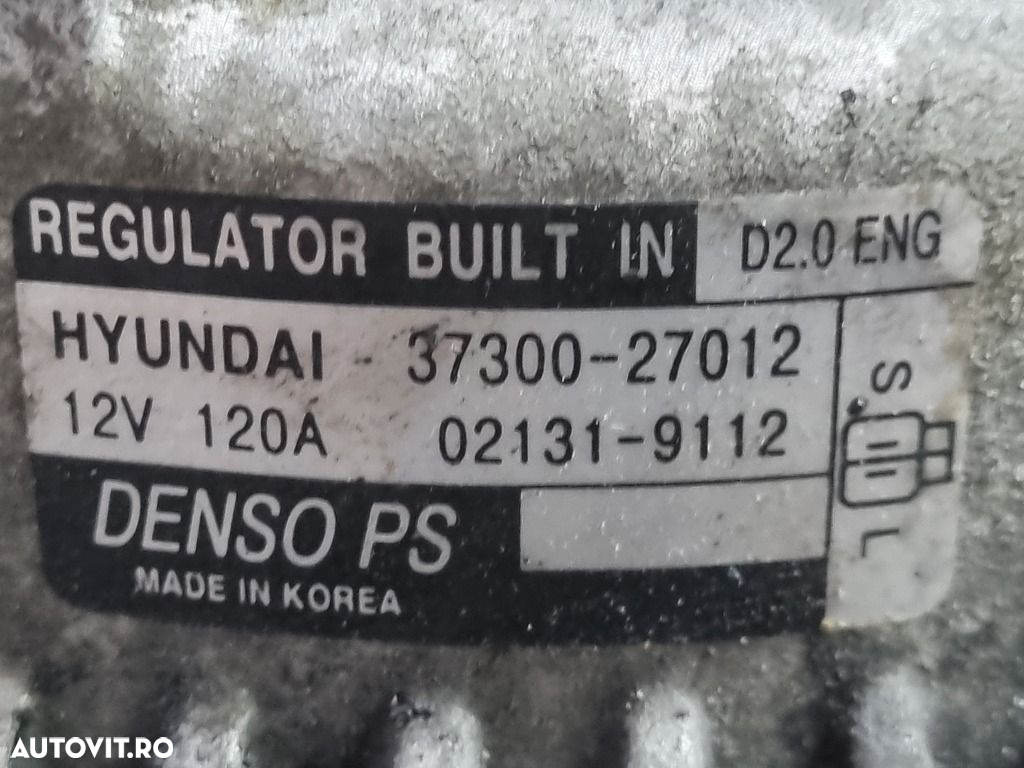 REGULATOR BUILT IN D2.0 ENG
HYUNDAI - 37300-27012
12V 120A 02131-9112
S
L
DENSO PS
MADE IN KOREA
AUTOVIT.RO